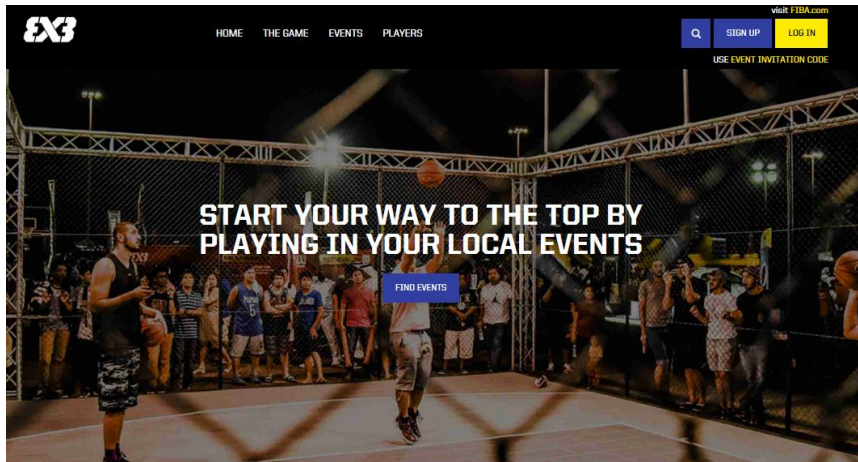 visit FIBA.com
3X3
HOME THE GAME EVENTS PLAYERS
SIGN UP LOG IN
USE EVENT INVITATION CODE
START YOUR WAY TO THE TOP BY
PLAYING IN YOUR LOCAL EVENTS
FIND EVENTS